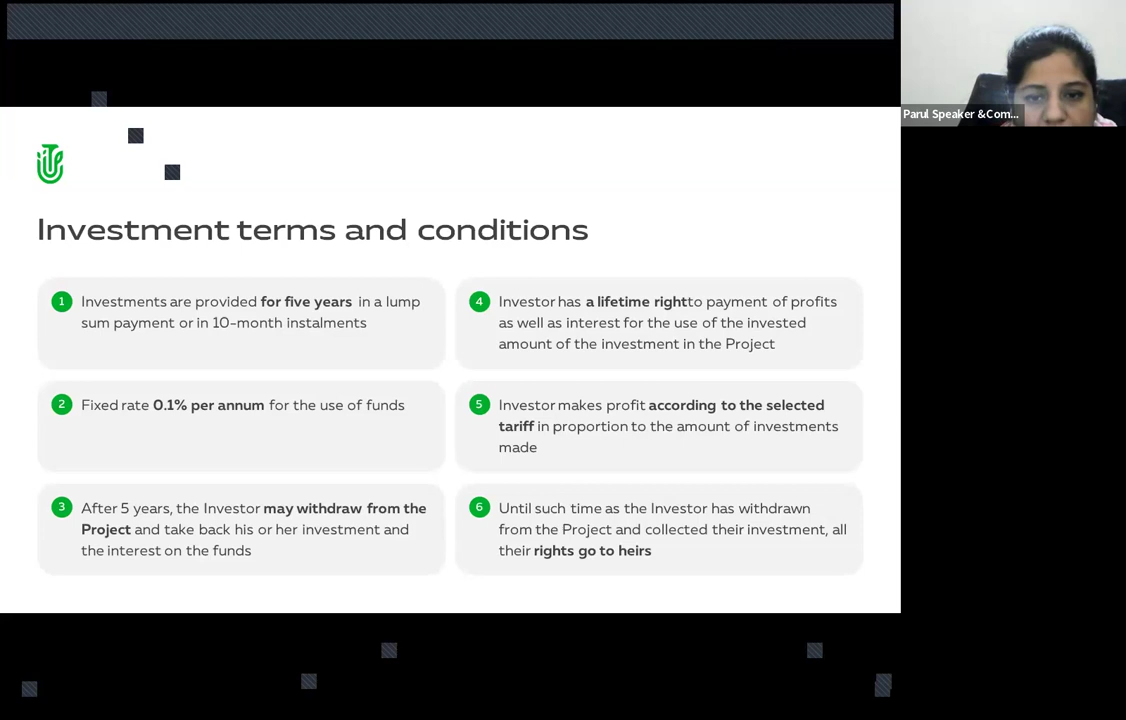 Parul Speaker &Com...
Investment terms and conditions
1
Investments are provided for five years in a lump
sum payment or in 10-month instalments
2
Fixed rate 0.1% per annum for the use of funds
3
After 5 years, the Investor may withdraw from the
Project and take back his or her investment and
the interest on the funds
4
Investor has a lifetime rightto payment of profits
as well as interest for the use of the invested
amount of the investment in the Project
5
Investor makes profit according to the selected
tariff in proportion to the amount of investments
made
6
Until such time as the Investor has withdrawn
from the Project and collected their investment, all
their rights go to heirs